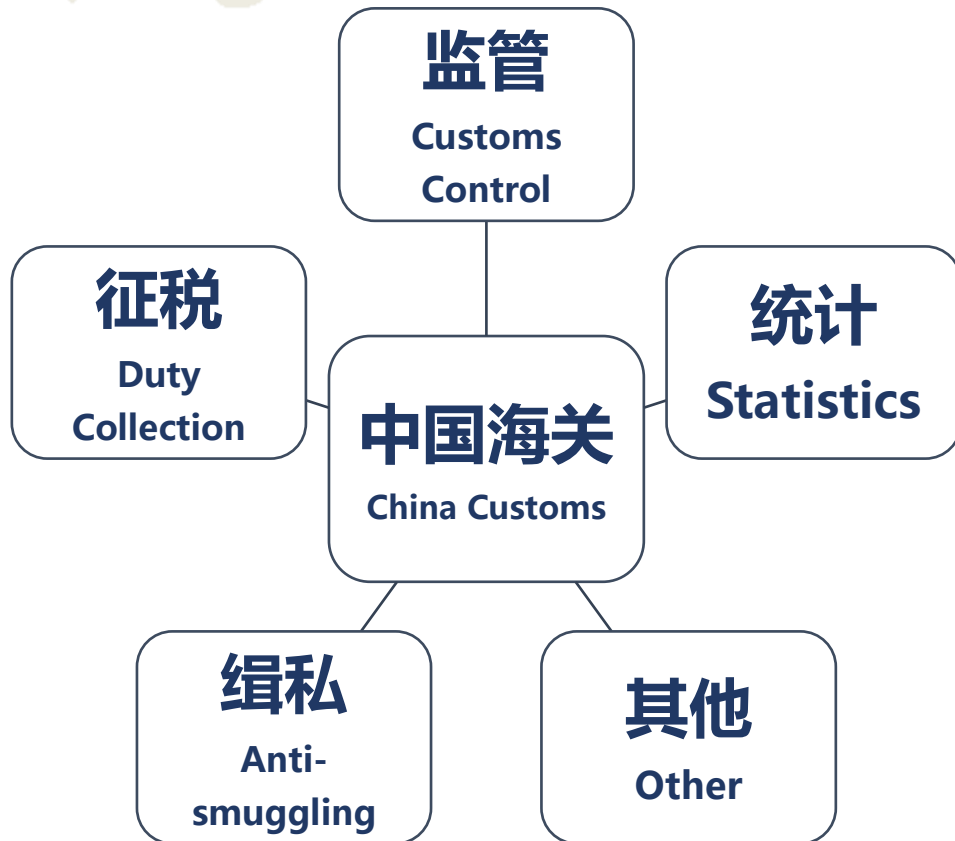 监管
Customs
Control
征税
Duty
Collection
统计
Statistics
中国海关
China Customs
缉私
Anti-
smuggling
其他
Other